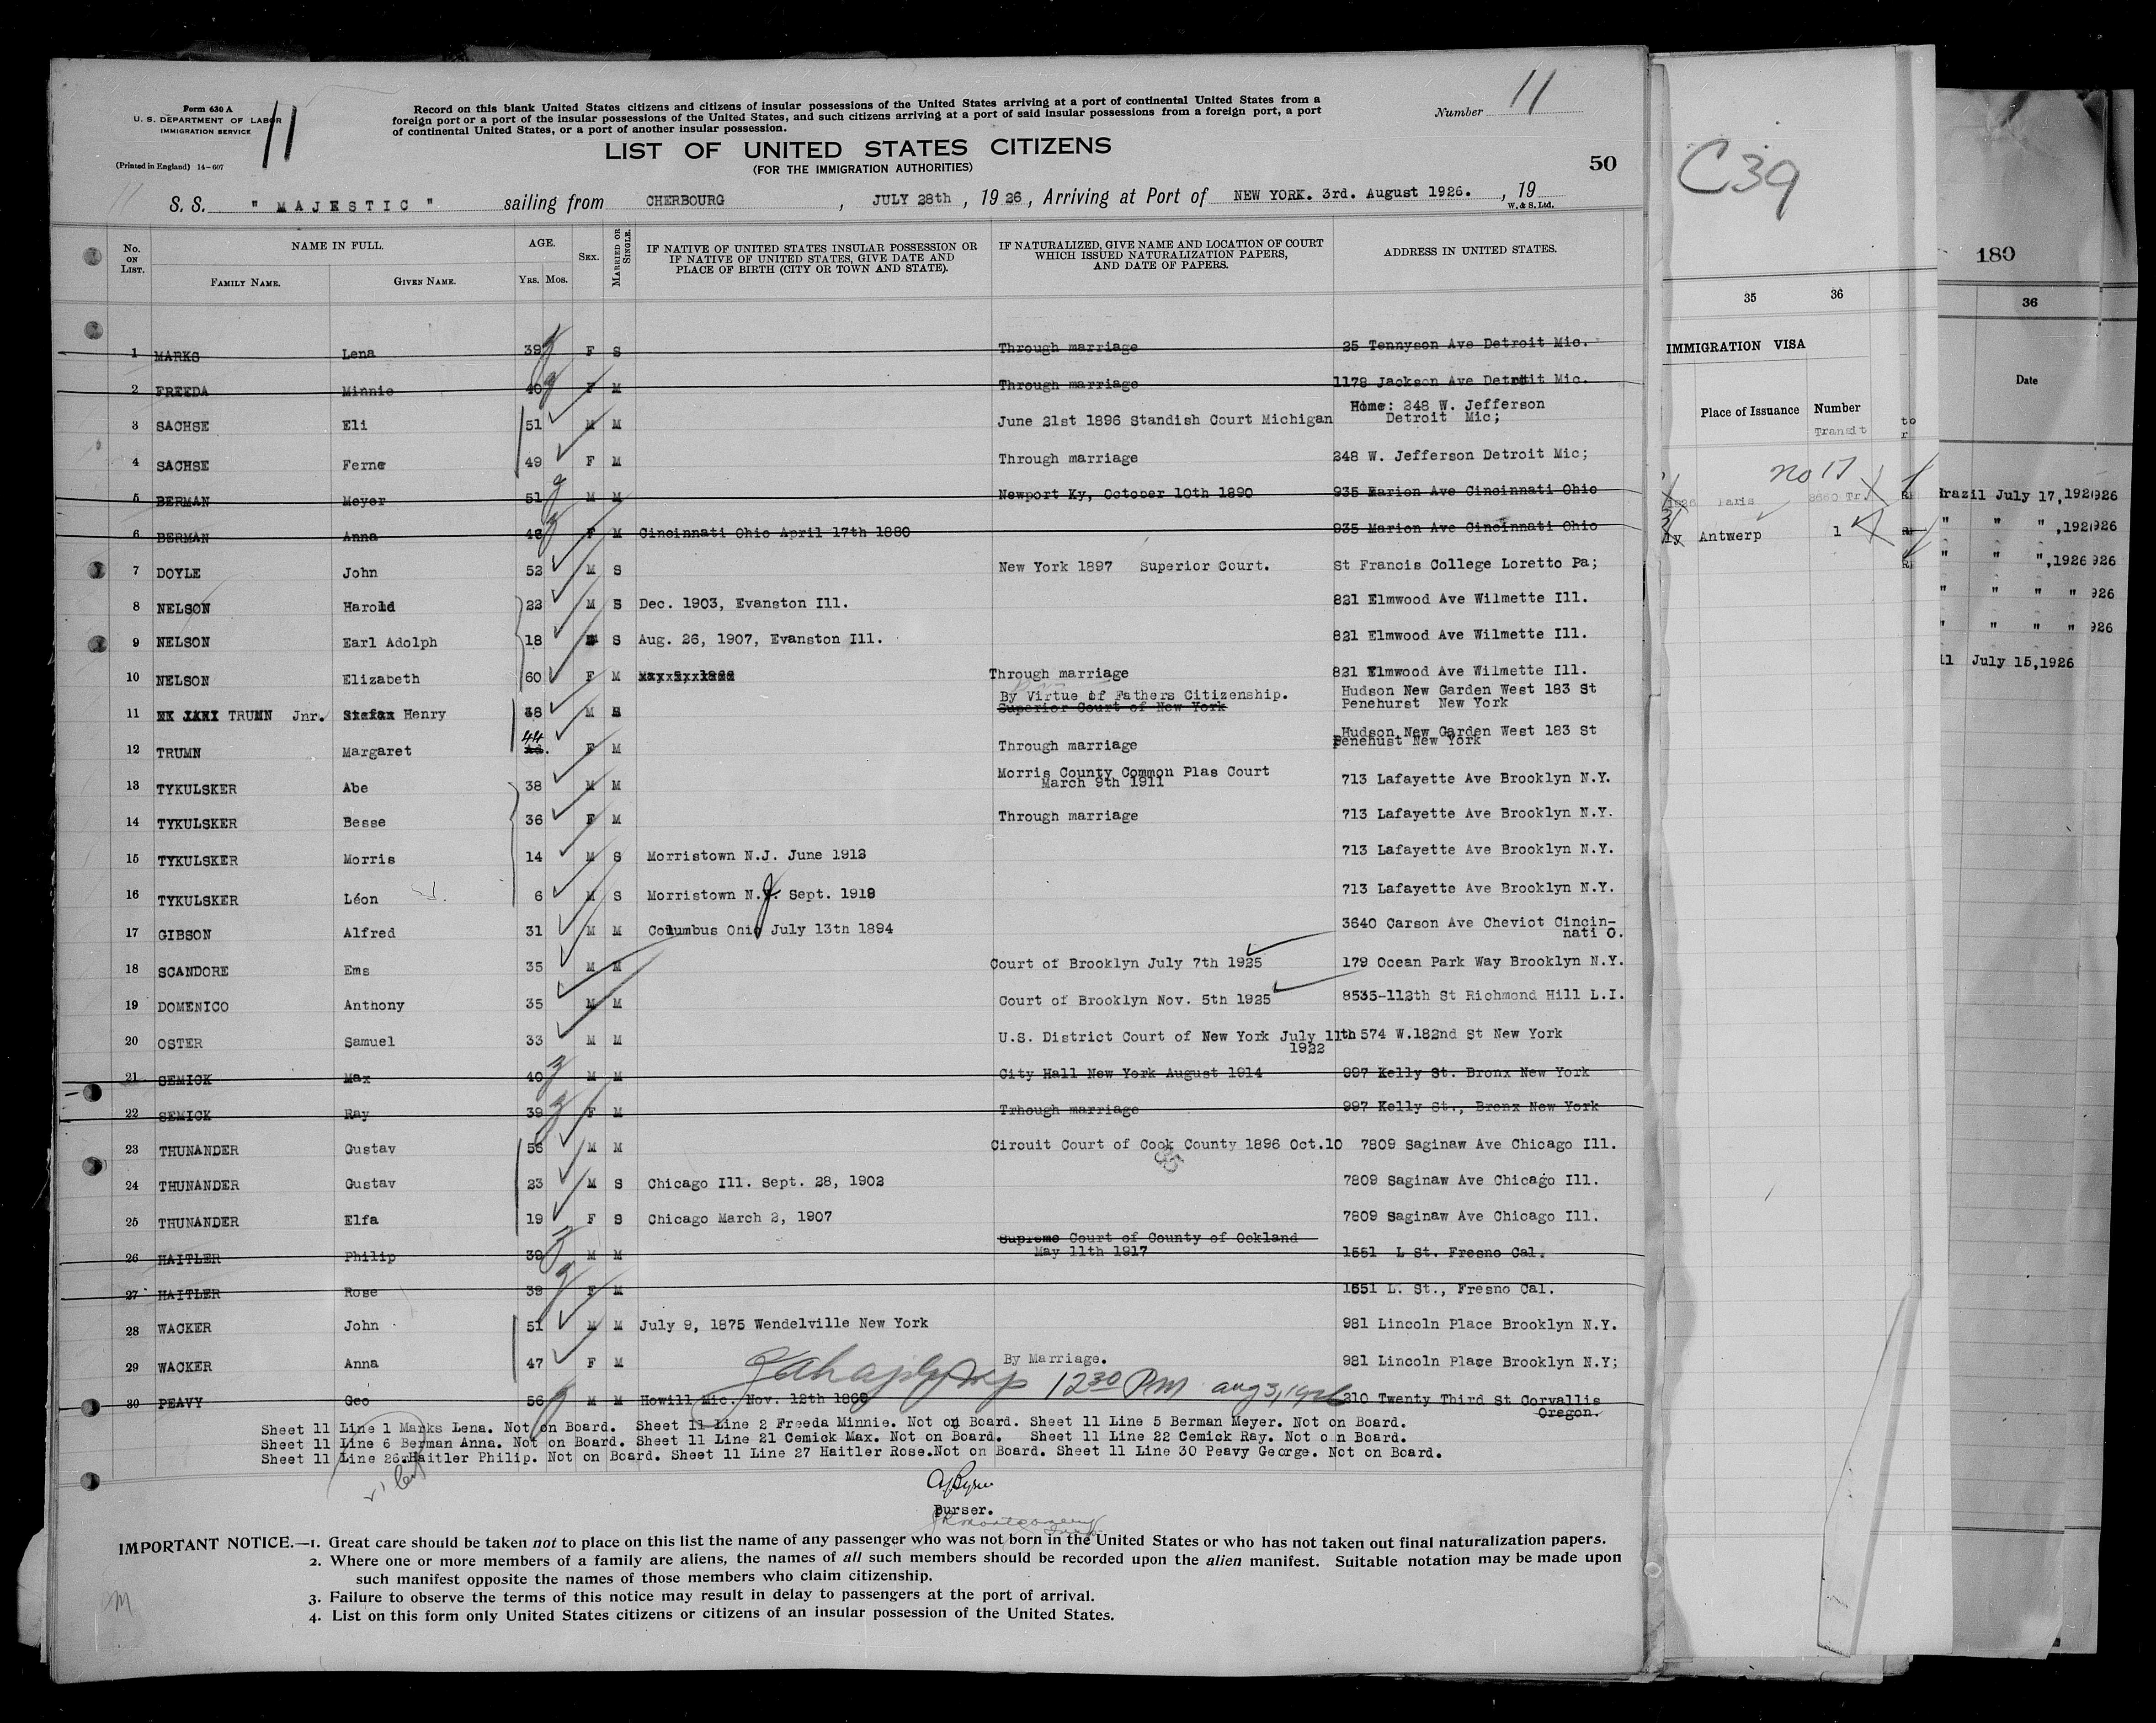 Form 630 A
U. S. DEPARTMENT OF LABOR
IMMIGRATION SERVICE
(Printed in England) 14-607
11
Record on this blank United States citizens and citizens of insular possessions of the United States arriving at a port of continental United States from a
foreign port or a port of the insular possessions of the United States, and such citizens arriving at a port of said insular possessions from a foreign port, a port
of continental United States, or a port of another insular possession.
Number 11
LIST OF UNITED STATES CITIZENS
(FOR THE IMMIGRATION AUTHORITIES)
50
S. S. " MAJESTIC " sailing from CHERBOURG , JULY 28th , 1926, Arriving at Port of NEW YORK. 3rd. August 1926. , 19
W. & S. Ltd.
No. ON LIST. NAME IN FULL. FAMILY NAME. GIVEN NAME. AGE. YRS. MOS. SEX. MARRIED OR SINGLE. IF NATIVE OF UNITED STATES INSULAR POSSESSION OR IF NATIVE OF UNITED STATES, GIVE DATE AND PLACE OF BIRTH (CITY OR TOWN AND STATE). IF NATURALIZED, GIVE NAME AND LOCATION OF COURT WHICH ISSUED NATURALIZATION PAPERS, AND DATE OF PAPERS. ADDRESS IN UNITED STATES.
1 MARKS Lena 39 F S Through marriage 25 Tennyson Ave Detroit Mic.
2 FREEDA Minnie 40 F M Through marriage 1178 Jackson Ave Detroit Mic.
3 SACHSE Eli 51 M M June 21st 1896 Standish Court Michigan Home: 248 W. Jefferson
Detroit Mic;
4 SACHSE Ferne 49 F M Through marriage 248 W. Jefferson Detroit Mic;
5 BERMAN Meyer 51 M M Newport Ky, October 10th 1890 935 Marion Ave Cincinnati Ohio
6 BERMAN Anna 46 F M Cincinnati Ohio April 17th 1880 935 Marion Ave Cincinnati Ohio
7 DOYLE John 52 M S New York 1897 Superior Court. St Francis College Loretto Pa;
8 NELSON Harold 22 M S Dec. 1903, Evanston Ill. 821 Elmwood Ave Wilmette Ill.
9 NELSON Earl Adolph 18 M S Aug. 26, 1907, Evanston Ill. 821 Elmwood Ave Wilmette Ill.
10 NELSON Elizabeth 60 F M Through marriage 821 Elmwood Ave Wilmette Ill.
11 TRUMN Jnr. Stefan Henry 38 M By Virtue of Fathers Citizenship. Hudson New Garden West 183 St
Superior Court of New York Penehurst New York
12 TRUMN Margaret 44 F M Through marriage Hudson New Garden West 183 St
Penehust New York
13 TYKULSKER Abe 38 M M Morris County Common Plas Court
March 9th 1911 713 Lafayette Ave Brooklyn N.Y.
14 TYKULSKER Besse 36 F M Through marriage 713 Lafayette Ave Brooklyn N.Y.
15 TYKULSKER Morris 14 M S Morristown N.J. June 1912 713 Lafayette Ave Brooklyn N.Y.
16 TYKULSKER Léon 6 M S Morristown N.J. Sept. 1919 713 Lafayette Ave Brooklyn N.Y.
17 GIBSON Alfred 31 M M Columbus Ohio July 13th 1894 3640 Carson Ave Cheviot Cincin-
nati O.
18 SCANDORE Ems 35 M M Court of Brooklyn July 7th 1925 179 Ocean Park Way Brooklyn N.Y.
19 DOMENICO Anthony 35 M M Court of Brooklyn Nov. 5th 1925 8535-112th St Richmond Hill L.I.
20 OSTER Samuel 33 M M U.S. District Court of New York July 11th 574 W.182nd St New York
1922
21 SEMICK Max 40 M M City Hall New York August 1914 997 Kelly St. Bronx New York
22 SEMICK Ray 39 F M Trhough marriage 997 Kelly St., Bronx New York
23 THUNANDER Gustav 56 M M Circuit Court of Cook County 1896 Oct.10 7809 Saginaw Ave Chicago Ill.
24 THUNANDER Gustav 23 M S Chicago Ill. Sept. 28, 1902 7809 Saginaw Ave Chicago Ill.
25 THUNANDER Elfa 19 F S Chicago March 2, 1907 7809 Saginaw Ave Chicago Ill.
26 HAITLER Philip 39 M M Supreme Court of County of Ockland
May 11th 1917 1551 L St. Fresno Cal.
27 HAITLER Rose 39 F M 1551 L. St., Fresno Cal.
28 WACKER John 51 M M July 9, 1875 Wendelville New York 981 Lincoln Place Brooklyn N.Y.
29 WACKER Anna 47 F M By Marriage. 981 Lincoln Place Brooklyn N.Y;
12 30 PM aug 3, 1926
30 PEAVY Geo 56 M M Howill Mic. Nov. 12th 1869 310 Twenty Third St Corvallis
Oregon.
Sheet 11 Line 1 Marks Lena. Not on Board. Sheet 11 Line 2 Freeda Minnie. Not on Board. Sheet 11 Line 5 Berman Meyer. Not on Board.
Sheet 11 Line 6 Berman Anna. Not on Board. Sheet 11 Line 21 Cemick Max. Not on Board. Sheet 11 Line 22 Cemick Ray. Not on Board.
Sheet 11 Line 26 Haitler Philip. Not on Board. Sheet 11 Line 27 Haitler Rose.Not on Board. Sheet 11 Line 30 Peavy George. Not on Board.
Purser.
IMPORTANT NOTICE.—1. Great care should be taken not to place on this list the name of any passenger who was not born in the United States or who has not taken out final naturalization papers.
2. Where one or more members of a family are aliens, the names of all such members should be recorded upon the alien manifest. Suitable notation may be made upon
such manifest opposite the names of those members who claim citizenship.
3. Failure to observe the terms of this notice may result in delay to passengers at the port of arrival.
4. List on this form only United States citizens or citizens of an insular possession of the United States.
M
C39
35 36
IMMIGRATION VISA
Place of Issuance Number
Transit
no 17
Paris 8660 Tr.
Antwerp 1
to
r
180
36
Date
Brazil July 17, 1926
" " " ,1926
" " ",1926
" " " " 926
" " " " 926
July 15,1926